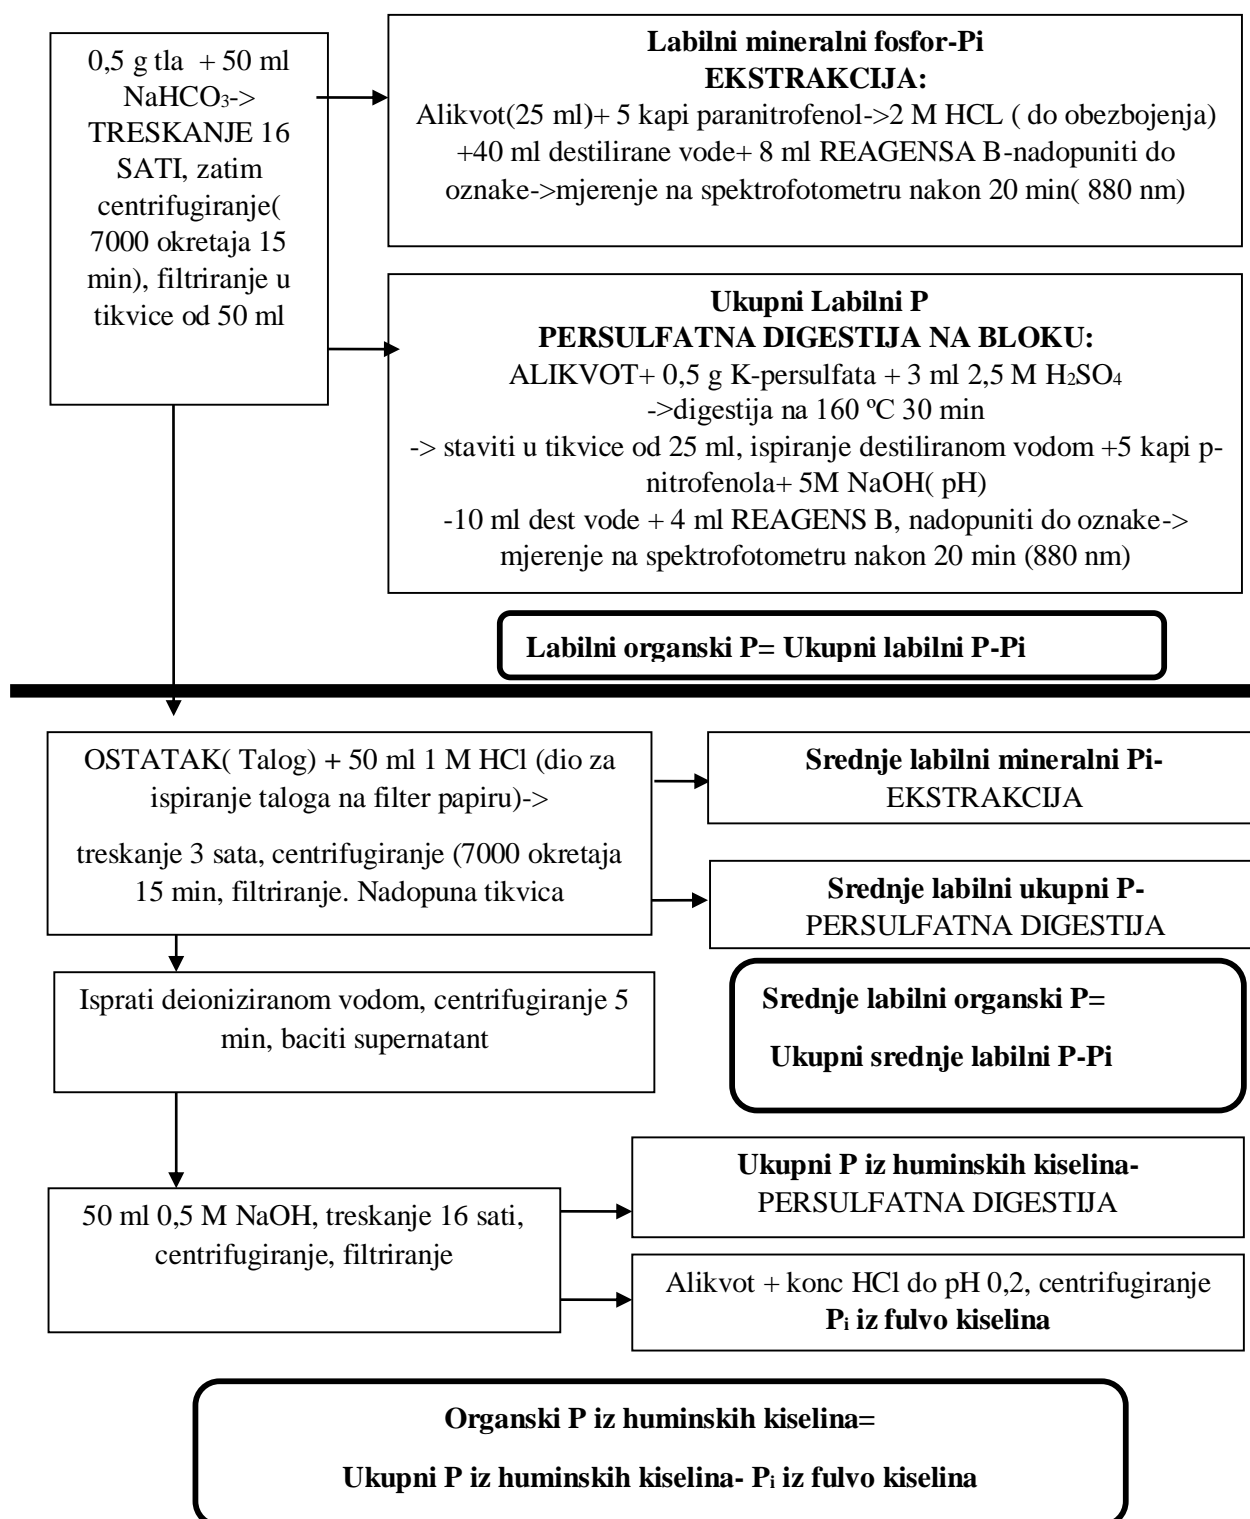 0,5 g tla + 50 ml
NaHCO₃->
TRESKANJE 16
SATI, zatim
centrifugiranje(
7000 okretaja 15
min), filtriranje u
tikvice od 50 ml
Labilni mineralni fosfor-Pi
EKSTRAKCIJA:
Alikvot(25 ml)+ 5 kapi paranitrofenol->2 M HCL ( do obezbojenja)
+40 ml destilirane vode+ 8 ml REAGENSA B-nadopuniti do
oznake->mjerenje na spektrofotometru nakon 20 min( 880 nm)
Ukupni Labilni P
PERSULFATNA DIGESTIJA NA BLOKU:
ALIKVOT+ 0,5 g K-persulfata + 3 ml 2,5 M H₂SO₄
->digestija na 160 ºC 30 min
-> staviti u tikvice od 25 ml, ispiranje destiliranom vodom +5 kapi p-
nitrofenola+ 5M NaOH( pH)
-10 ml dest vode + 4 ml REAGENS B, nadopuniti do oznake->
mjerenje na spektrofotometru nakon 20 min (880 nm)
Labilni organski P= Ukupni labilni P-Pi
OSTATAK( Talog) + 50 ml 1 M HCl (dio za
ispiranje taloga na filter papiru)->
treskanje 3 sata, centrifugiranje (7000 okretaja
15 min, filtriranje. Nadopuna tikvica
Srednje labilni mineralni Pi-
EKSTRAKCIJA
Srednje labilni ukupni P-
PERSULFATNA DIGESTIJA
Srednje labilni organski P=
Ukupni srednje labilni P-Pi
Isprati deioniziranom vodom, centrifugiranje 5
min, baciti supernatant
50 ml 0,5 M NaOH, treskanje 16 sati,
centrifugiranje, filtriranje
Ukupni P iz huminskih kiselina-
PERSULFATNA DIGESTIJA
Alikvot + konc HCl do pH 0,2, centrifugiranje
Pᵢ iz fulvo kiselina
Organski P iz huminskih kiselina=
Ukupni P iz huminskih kiselina- Pᵢ iz fulvo kiselina